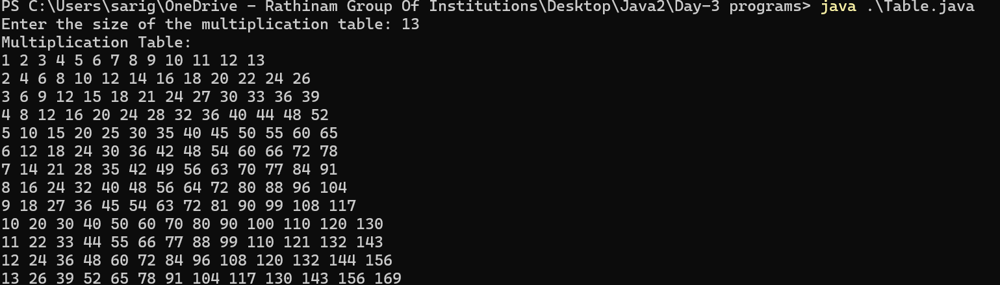 PS C:\Users\sarig\OneDrive - Rathinam Group Of Institutions\Desktop\Java2\Day-3 programs> java .\Table.java
Enter the size of the multiplication table: 13
Multiplication Table:
1 2 3 4 5 6 7 8 9 10 11 12 13
2 4 6 8 10 12 14 16 18 20 22 24 26
3 6 9 12 15 18 21 24 27 30 33 36 39
4 8 12 16 20 24 28 32 36 40 44 48 52
5 10 15 20 25 30 35 40 45 50 55 60 65
6 12 18 24 30 36 42 48 54 60 66 72 78
7 14 21 28 35 42 49 56 63 70 77 84 91
8 16 24 32 40 48 56 64 72 80 88 96 104
9 18 27 36 45 54 63 72 81 90 99 108 117
10 20 30 40 50 60 70 80 90 100 110 120 130
11 22 33 44 55 66 77 88 99 110 121 132 143
12 24 36 48 60 72 84 96 108 120 132 144 156
13 26 39 52 65 78 91 104 117 130 143 156 169